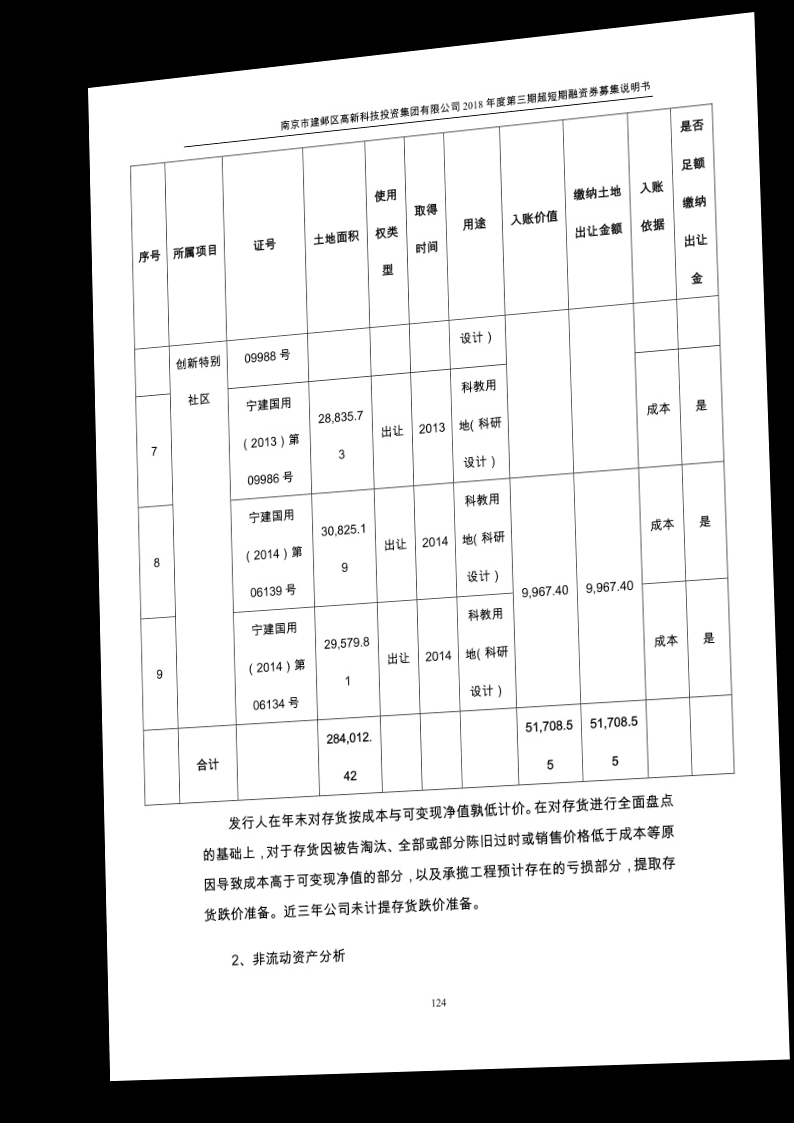 南京市建邺区高新科技投资集团有限公司 2018 年度第三期超短期融资券募集说明书
序号 所属项目 证号 土地面积 使用权类型 取得时间 用途 入账价值 缴纳土地出让金额 入账依据 是否足额缴纳出让金
创新特别社区 09988 号 设计）
7 宁建国用（2013）第 09986 号 28,835.73 出让 2013 科教用地（科研设计） 成本 是
8 宁建国用（2014）第 06139 号 30,825.19 出让 2014 科教用地（科研设计） 9,967.40 9,967.40 成本 是
9 宁建国用（2014）第 06134 号 29,579.81 出让 2014 科教用地（科研设计） 成本 是
合计 284,012.42 51,708.55 51,708.55
发行人在年末对存货按成本与可变现净值孰低计价。在对存货进行全面盘点
的基础上，对于存货因被告淘汰、全部或部分陈旧过时或销售价格低于成本等原
因导致成本高于可变现净值的部分，以及承揽工程预计存在的亏损部分，提取存
货跌价准备。近三年公司未计提存货跌价准备。
2、非流动资产分析
124